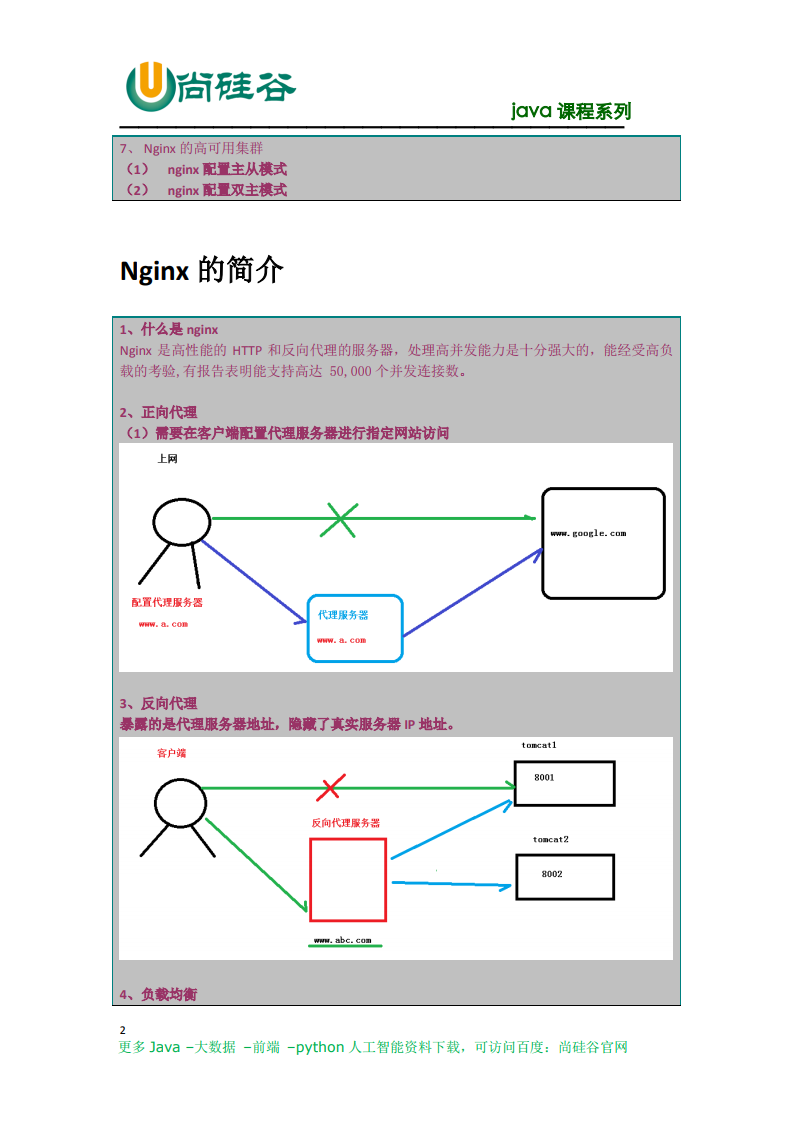 尚硅谷
java 课程系列
7、 Nginx 的高可用集群
（1） nginx 配置主从模式
（2） nginx 配置双主模式
Nginx 的简介
1、什么是 nginx
Nginx 是高性能的 HTTP 和反向代理的服务器，处理高并发能力是十分强大的，能经受高负
载的考验,有报告表明能支持高达 50,000 个并发连接数。
2、正向代理
（1）需要在客户端配置代理服务器进行指定网站访问
上网
www.google.com
配置代理服务器
www.a.com
代理服务器
www.a.com
3、反向代理
暴露的是代理服务器地址，隐藏了真实服务器 IP 地址。
客户端
tomcat1
8001
反向代理服务器
tomcat2
8002
www.abc.com
4、负载均衡
2
更多 Java –大数据 –前端 –python 人工智能资料下载，可访问百度：尚硅谷官网